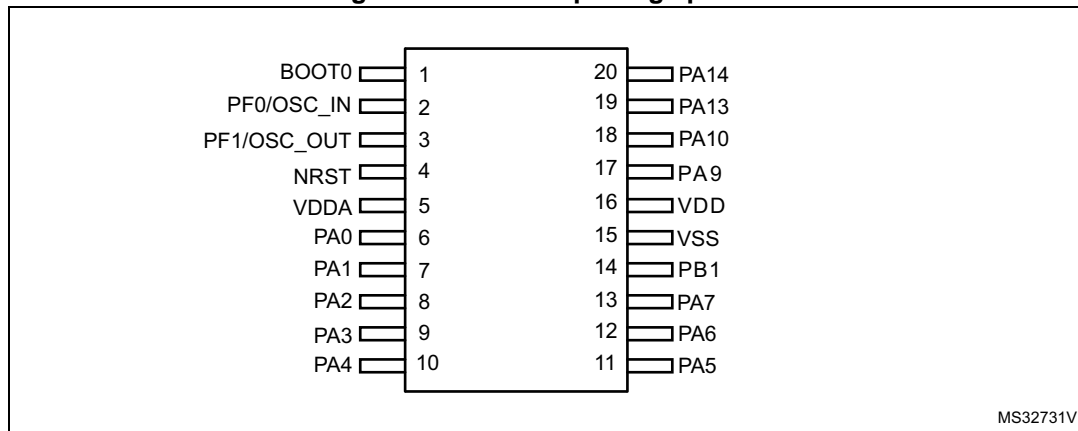 BOOT0 1 20 PA14
PF0/OSC_IN 2 19 PA13
PF1/OSC_OUT 3 18 PA10
NRST 4 17 PA9
VDDA 5 16 VDD
PA0 6 15 VSS
PA1 7 14 PB1
PA2 8 13 PA7
PA3 9 12 PA6
PA4 10 11 PA5
MS32731V